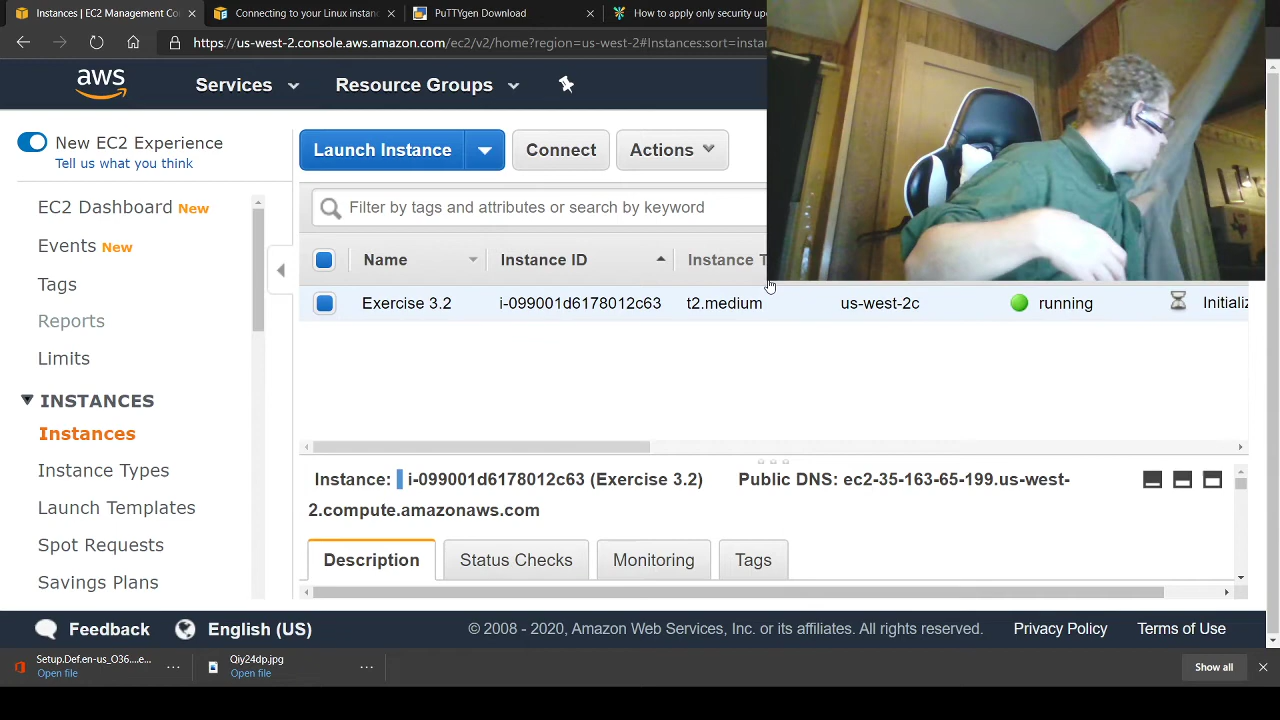 Instances | EC2 Management Co
Connecting to your Linux instanc
PuTTYgen Download
How to apply only security up
https://us-west-2.console.aws.amazon.com/ec2/v2/home?region=us-west-2#Instances:sort=instan
aws
Services
Resource Groups
New EC2 Experience
Tell us what you think
EC2 Dashboard New
Events New
Tags
Reports
Limits
INSTANCES
Instances
Instance Types
Launch Templates
Spot Requests
Savings Plans
Launch Instance
Connect
Actions
Filter by tags and attributes or search by keyword
Name
Instance ID
Instance T
Exercise 3.2
i-099001d6178012c63
t2.medium
us-west-2c
running
Initializ
Instance: i-099001d6178012c63 (Exercise 3.2) Public DNS: ec2-35-163-65-199.us-west-
2.compute.amazonaws.com
Description
Status Checks
Monitoring
Tags
Feedback
English (US)
© 2008 - 2020, Amazon Web Services, Inc. or its affiliates. All rights reserved.
Privacy Policy
Terms of Use
Setup.Def.en-us_O36....e...
Open file
Qiy24dp.jpg
Open file
Show all